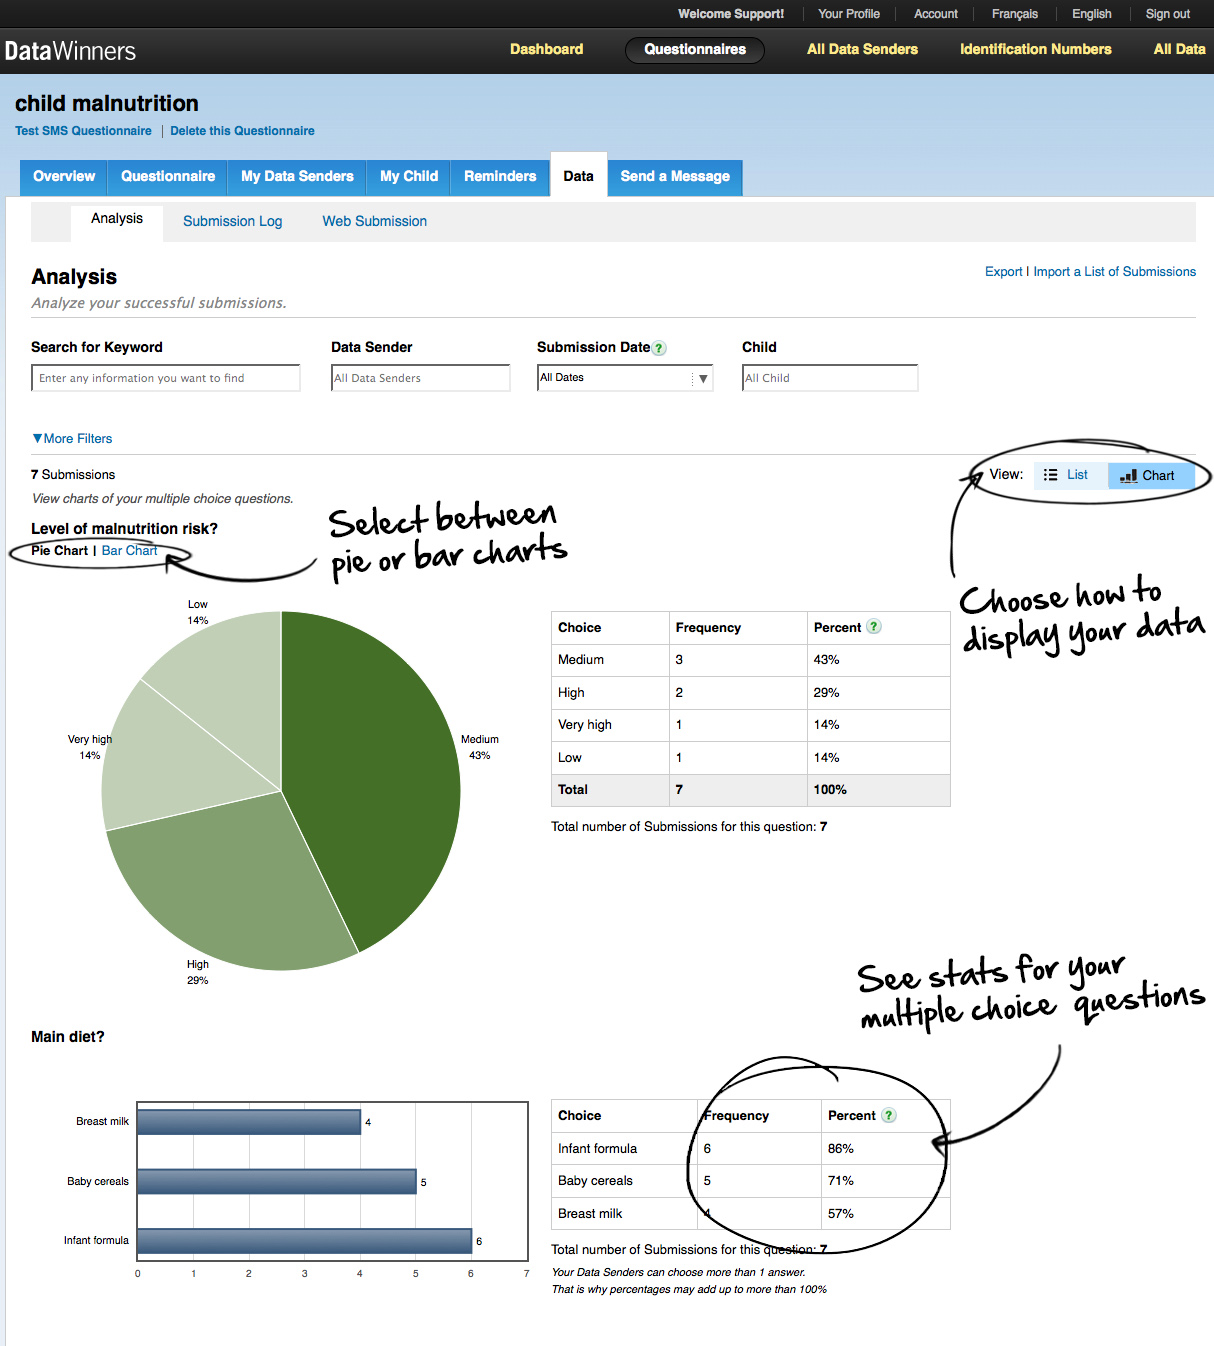 Welcome Support! Your Profile Account Français English Sign out
DataWinners Dashboard Questionnaires All Data Senders Identification Numbers All Data
child malnutrition
Test SMS Questionnaire | Delete this Questionnaire
Overview Questionnaire My Data Senders My Child Reminders Data Send a Message
Analysis Submission Log Web Submission
Analysis
Export | Import a List of Submissions
Analyze your successful submissions.
Search for Keyword Data Sender Submission Date ? Child
Enter any information you want to find All Data Senders All Dates ▼ All Child
▼More Filters
7 Submissions
View: List Chart
View charts of your multiple choice questions.
Level of malnutrition risk?
Pie Chart | Bar Chart
Select between
pie or bar charts
Choose how to
display your data
Low
14%
Very high
14%
Medium
43%
High
29%
Choice Frequency Percent ?
Medium 3 43%
High 2 29%
Very high 1 14%
Low 1 14%
Total 7 100%
Total number of Submissions for this question: 7
See stats for your
multiple choice questions
Main diet?
Breast milk 4
Baby cereals 5
Infant formula 6
0 1 2 3 4 5 6 7
Choice Frequency Percent ?
Infant formula 6 86%
Baby cereals 5 71%
Breast milk 4 57%
Total number of Submissions for this question: 7
Your Data Senders can choose more than 1 answer.
That is why percentages may add up to more than 100%